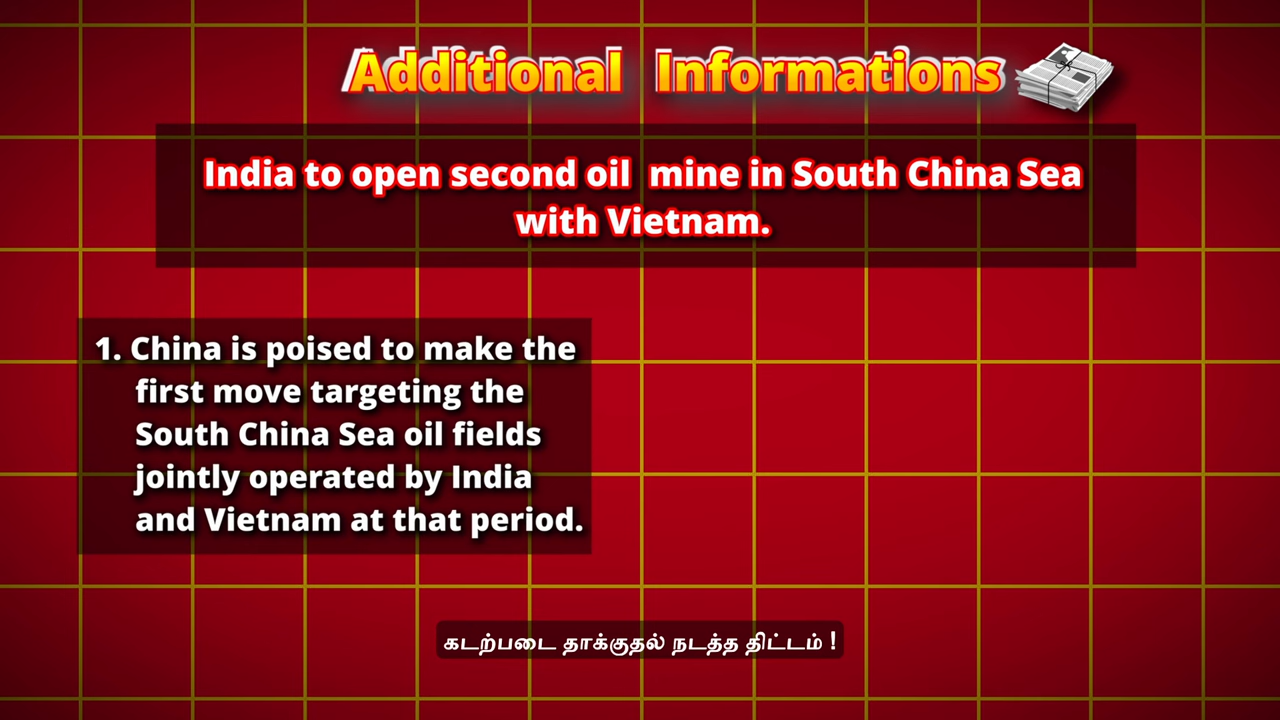 Additional Informations
India to open second oil mine in South China Sea
with Vietnam.
1. China is poised to make the
first move targeting the
South China Sea oil fields
jointly operated by India
and Vietnam at that period.
கடற்படை தாக்குதல் நடத்த திட்டம் !